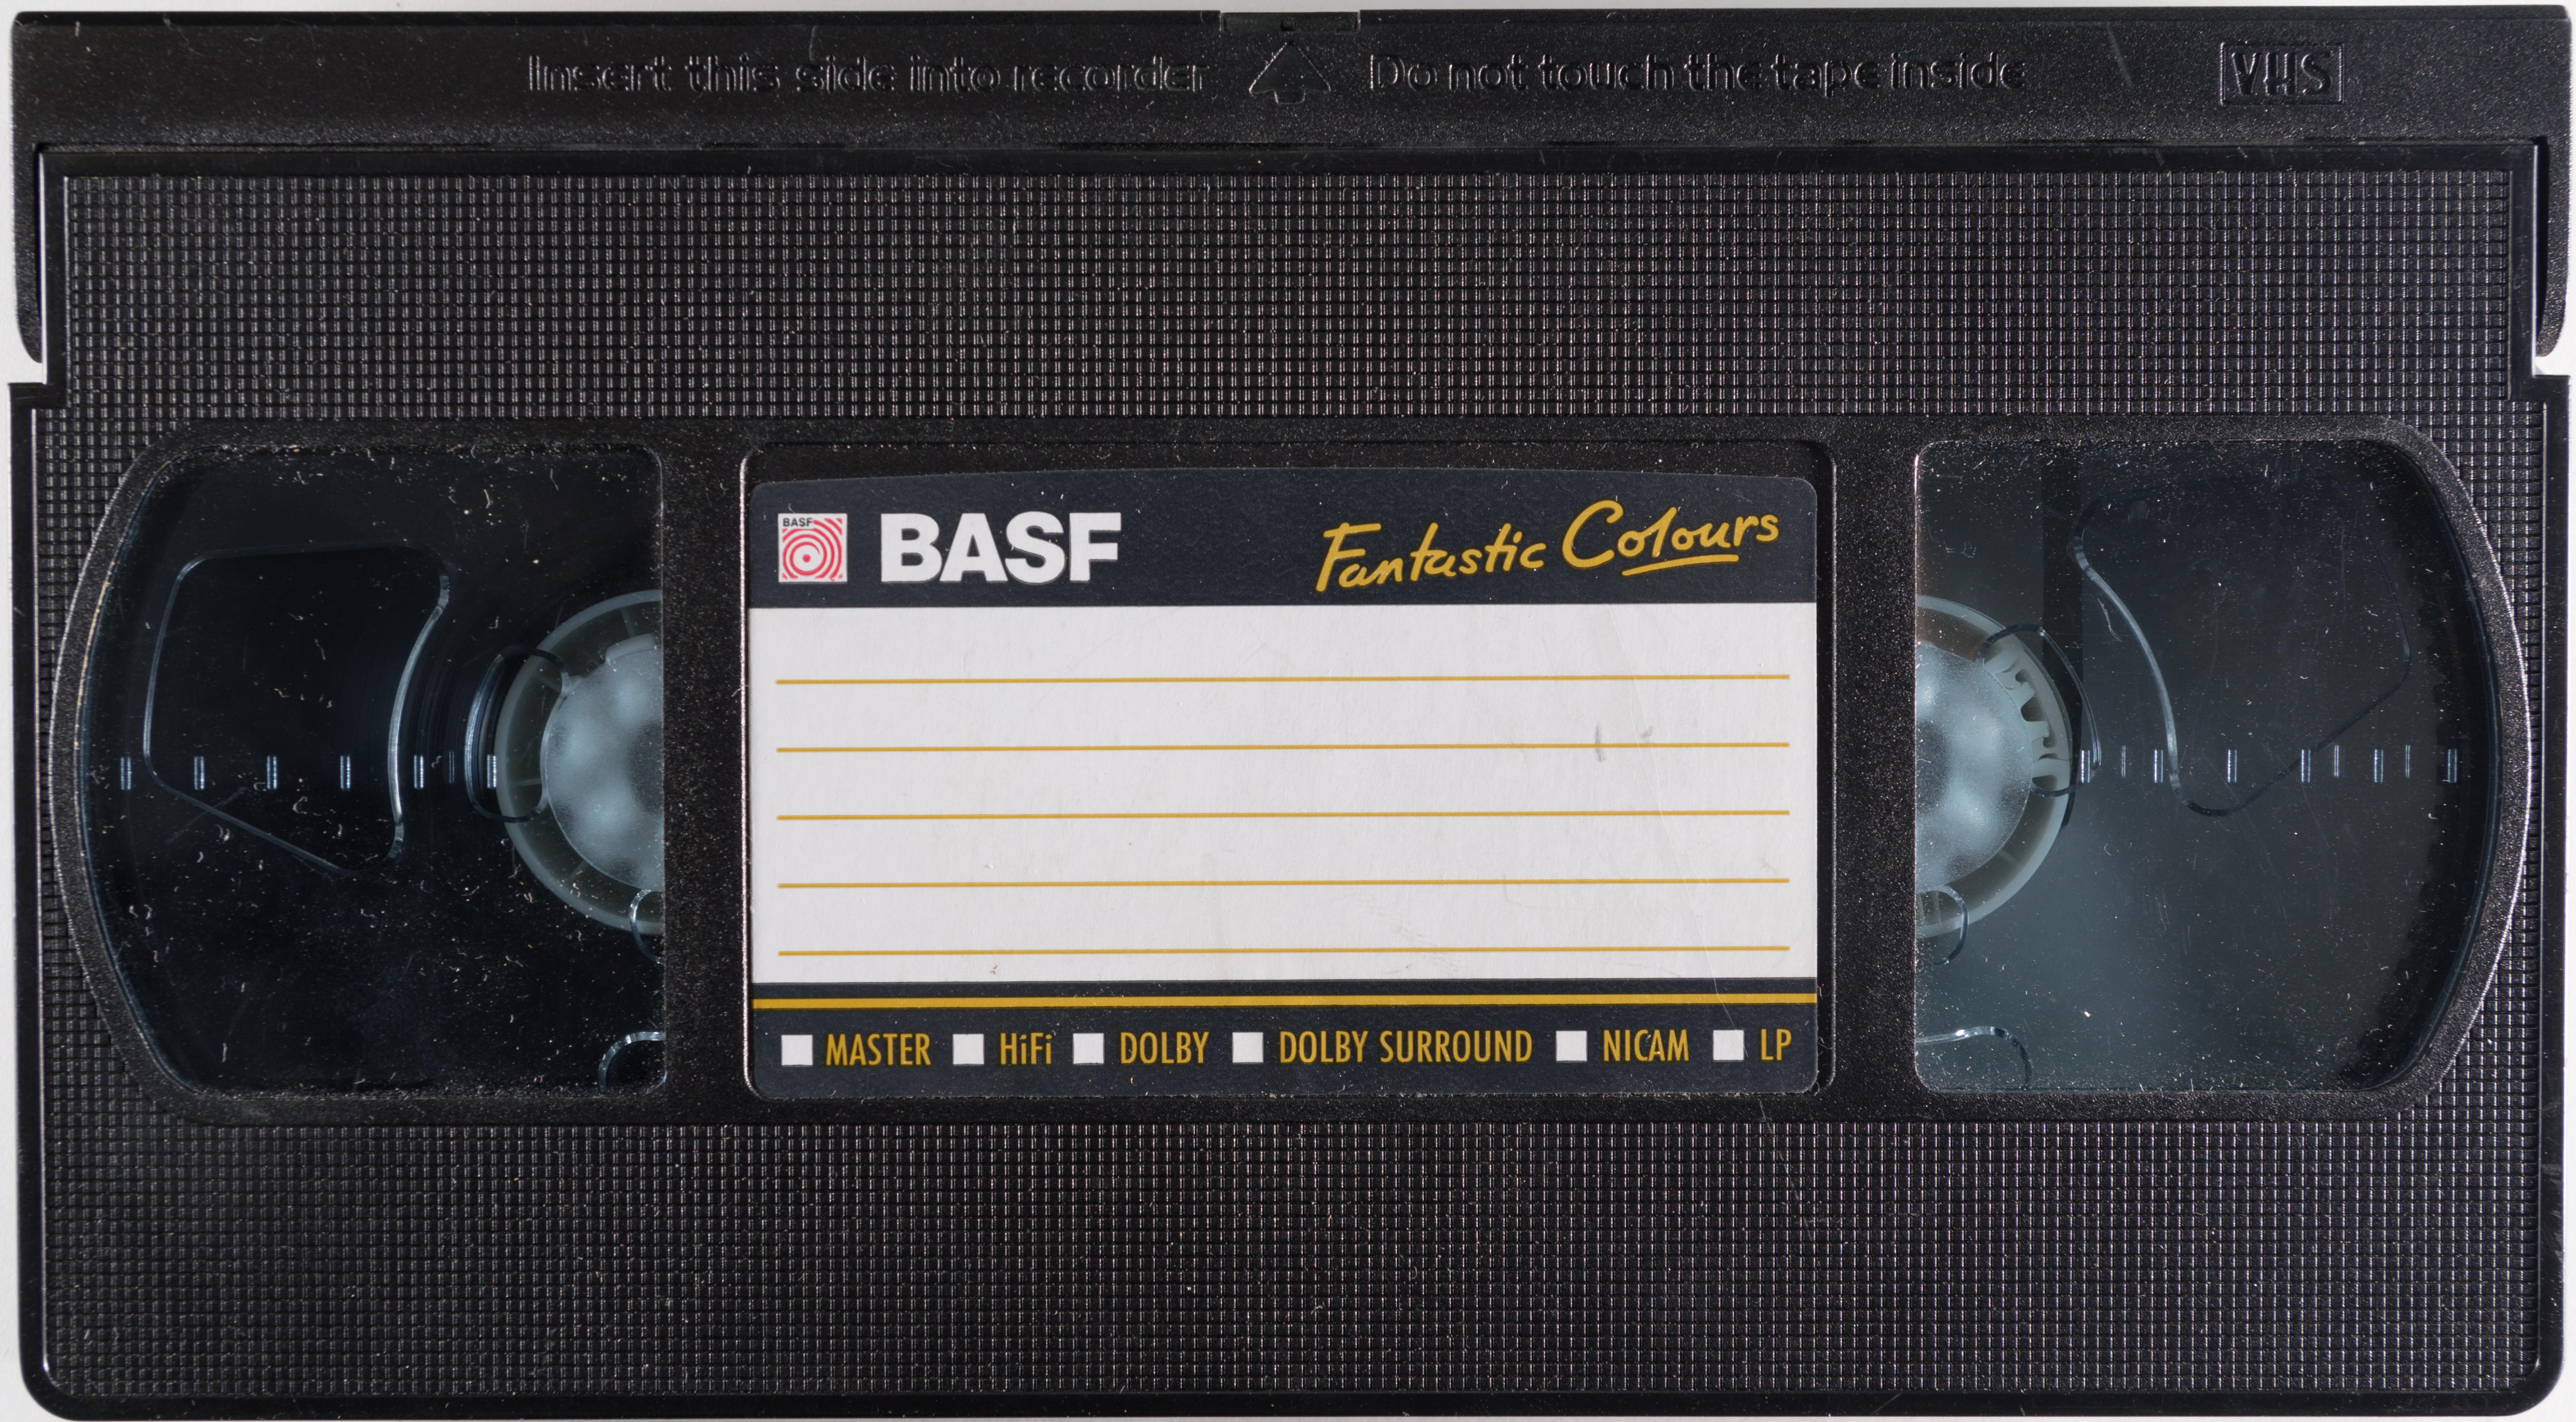 Insert this side into recorder Do not touch the tape inside VHS
BASF
BASF Fantastic Colours
MASTER HiFi DOLBY DOLBY SURROUND NICAM LP